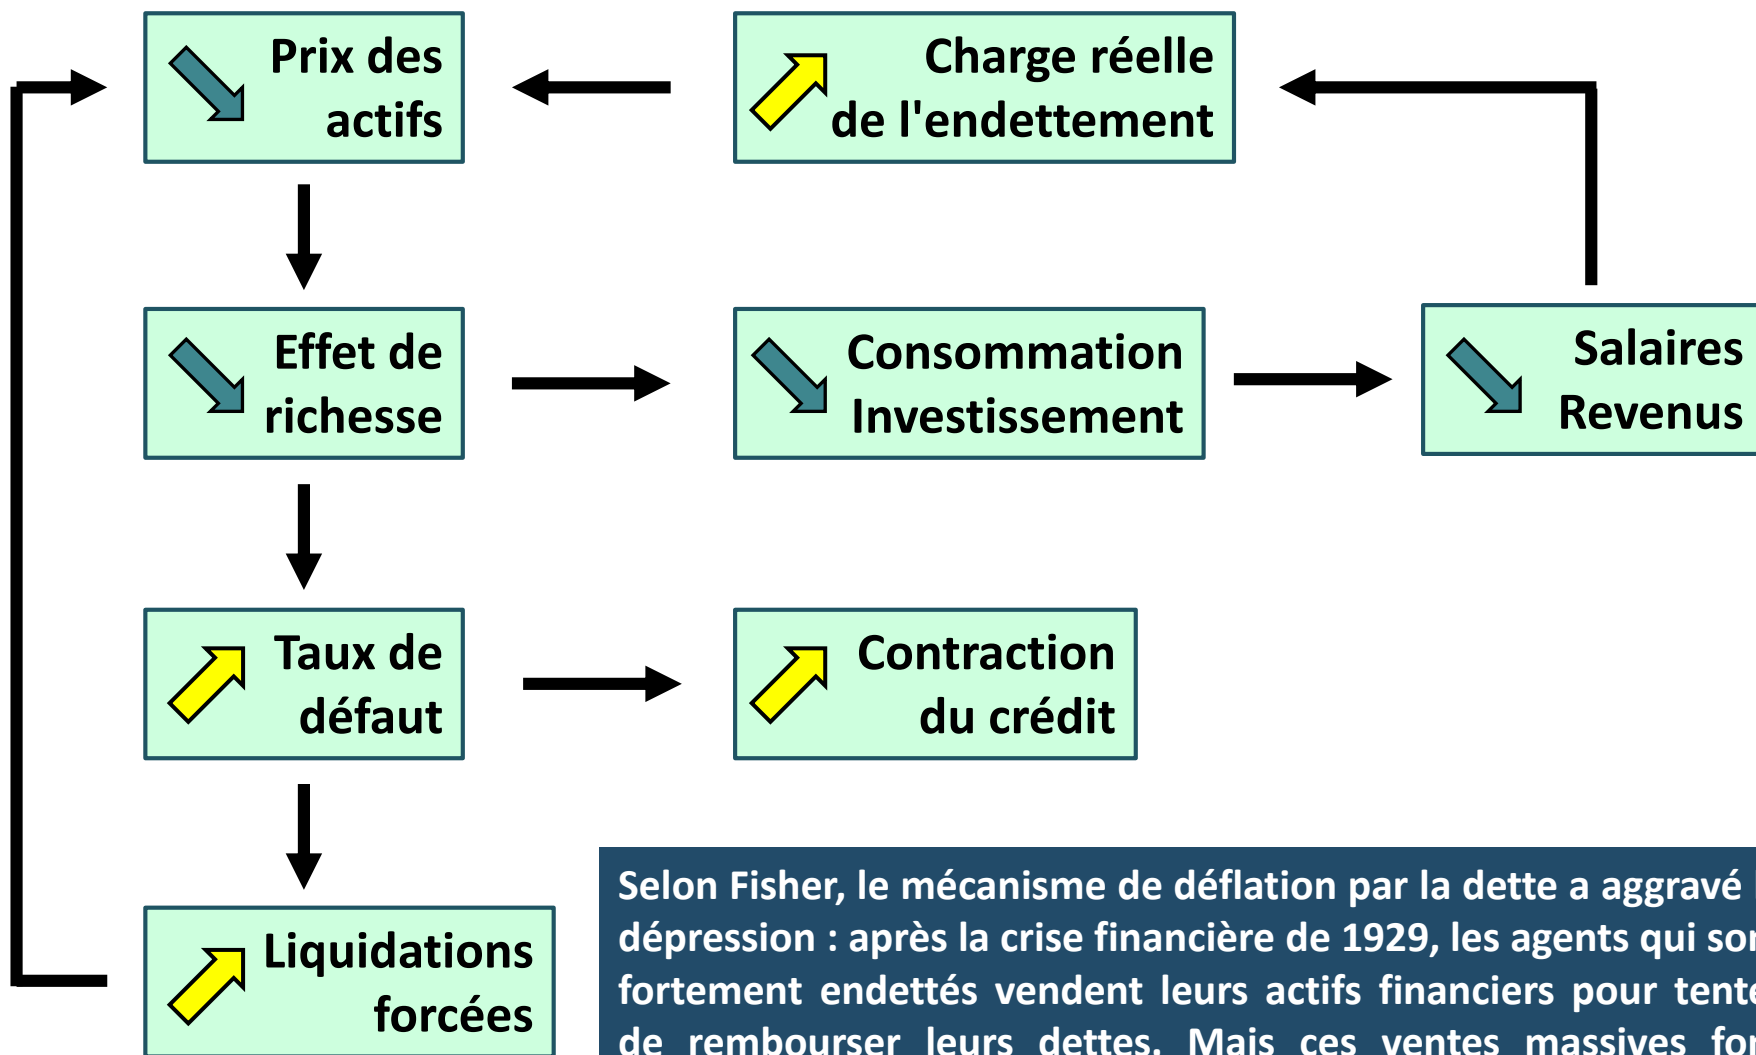 Prix des
actifs
Charge réelle
de l'endettement
Effet de
richesse
Consommation
Investissement
Salaires
Revenus
Taux de
défaut
Contraction
du crédit
Liquidations
forcées
Selon Fisher, le mécanisme de déflation par la dette a aggravé
dépression : après la crise financière de 1929, les agents qui
fortement endettés vendent leurs actifs financiers pour
de rembourser leurs dettes. Mais ces ventes massives